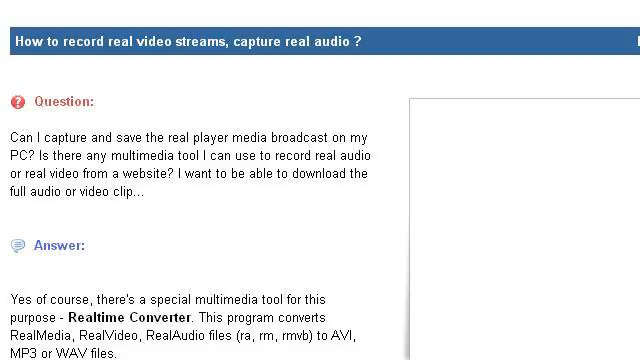 How to record real video streams, capture real audio ?
Question:
Can I capture and save the real player media broadcast on my
PC? Is there any multimedia tool I can use to record real audio
or real video from a website? I want to be able to download the
full audio or video clip...
Answer:
Yes of course, there's a special multimedia tool for this
purpose - Realtime Converter. This program converts
RealMedia, RealVideo, RealAudio files (ra, rm, rmvb) to AVI,
MP3 or WAV files.